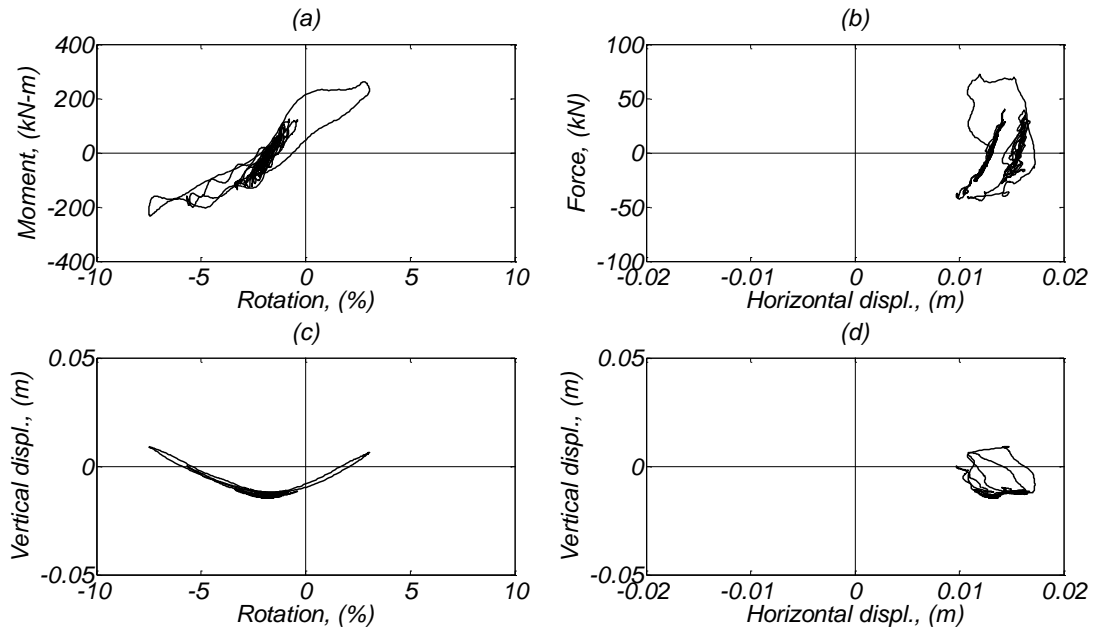 (a)
400
200
0
-200
-400
Moment, (kN-m)
-10 -5 0 5 10
Rotation, (%)
(b)
100
50
0
-50
-100
Force, (kN)
-0.02 -0.01 0 0.01 0.02
Horizontal displ., (m)
(c)
0.05
0
-0.05
Vertical displ., (m)
-10 -5 0 5 10
Rotation, (%)
(d)
0.05
0
-0.05
Vertical displ., (m)
-0.02 -0.01 0 0.01 0.02
Horizontal displ., (m)